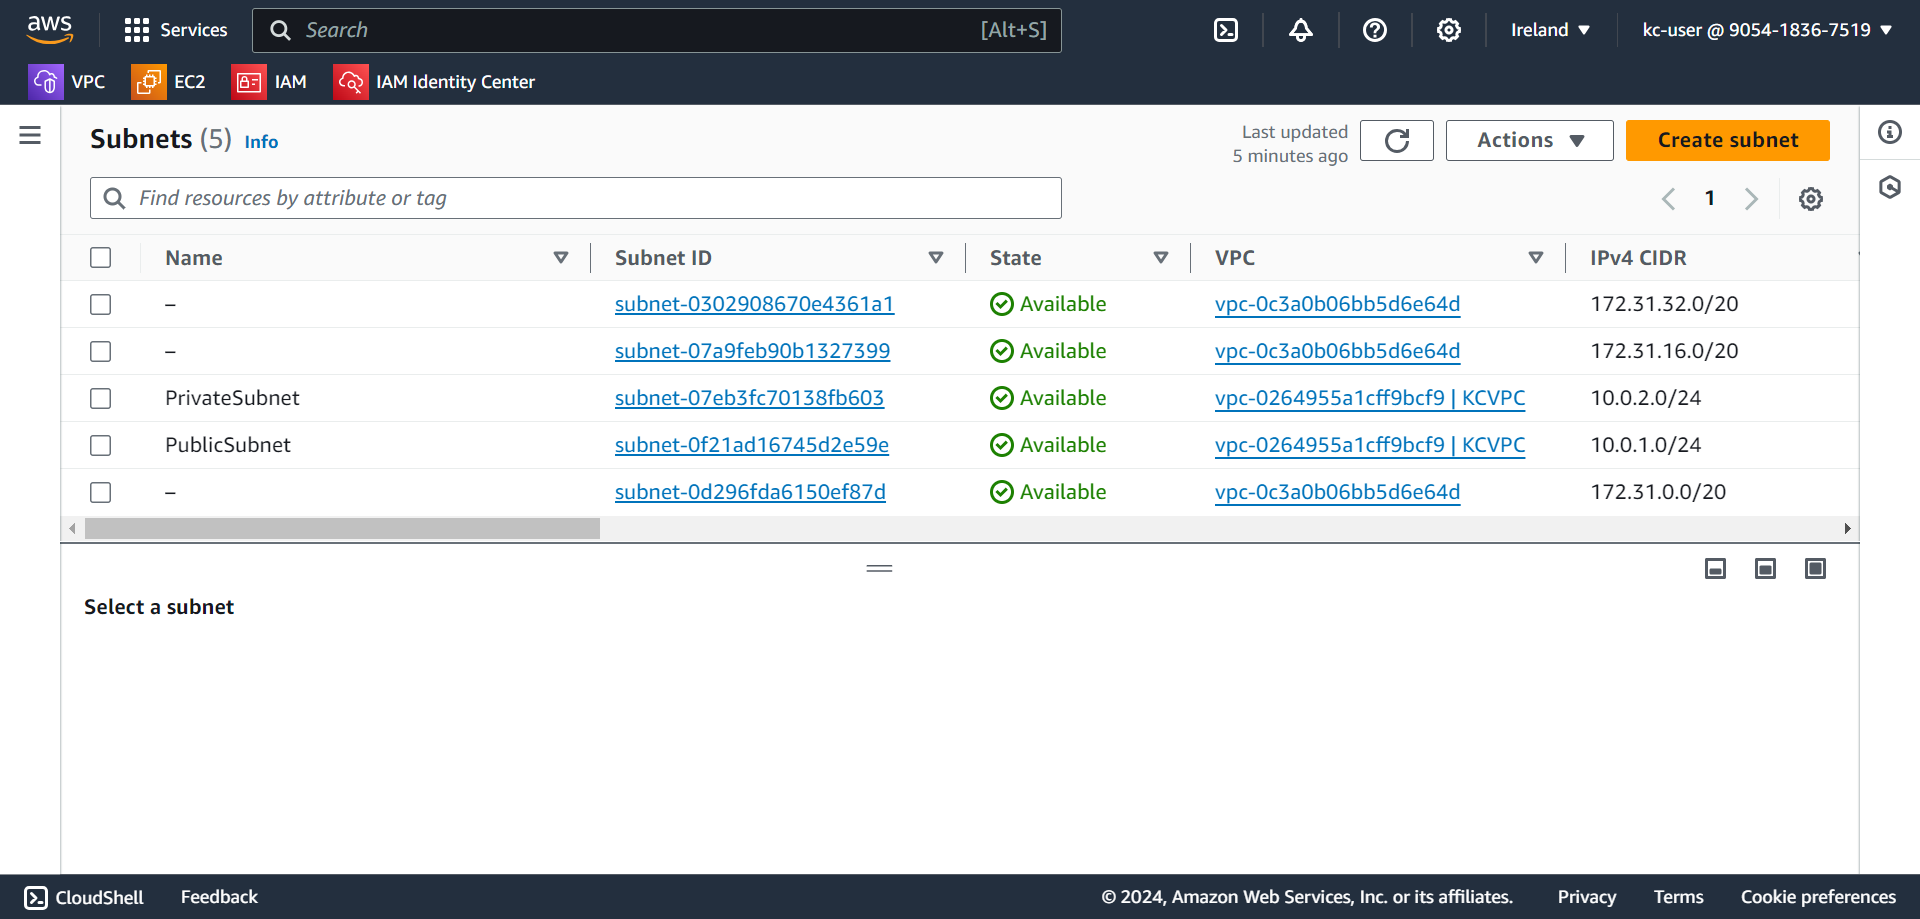 aws
Services
Search [Alt+S]
Ireland
kc-user @ 9054-1836-7519
VPC EC2 IAM IAM Identity Center
Subnets (5) Info
Last updated
5 minutes ago
Actions
Create subnet
Find resources by attribute or tag
1
Name Subnet ID State VPC IPv4 CIDR
– subnet-0302908670e4361a1 Available vpc-0c3a0b06bb5d6e64d 172.31.32.0/20
– subnet-07a9feb90b1327399 Available vpc-0c3a0b06bb5d6e64d 172.31.16.0/20
PrivateSubnet subnet-07eb3fc70138fb603 Available vpc-0264955a1cff9bcf9 | KCVPC 10.0.2.0/24
PublicSubnet subnet-0f21ad16745d2e59e Available vpc-0264955a1cff9bcf9 | KCVPC 10.0.1.0/24
– subnet-0d296fda6150ef87d Available vpc-0c3a0b06bb5d6e64d 172.31.0.0/20
Select a subnet
CloudShell Feedback © 2024, Amazon Web Services, Inc. or its affiliates. Privacy Terms Cookie preferences